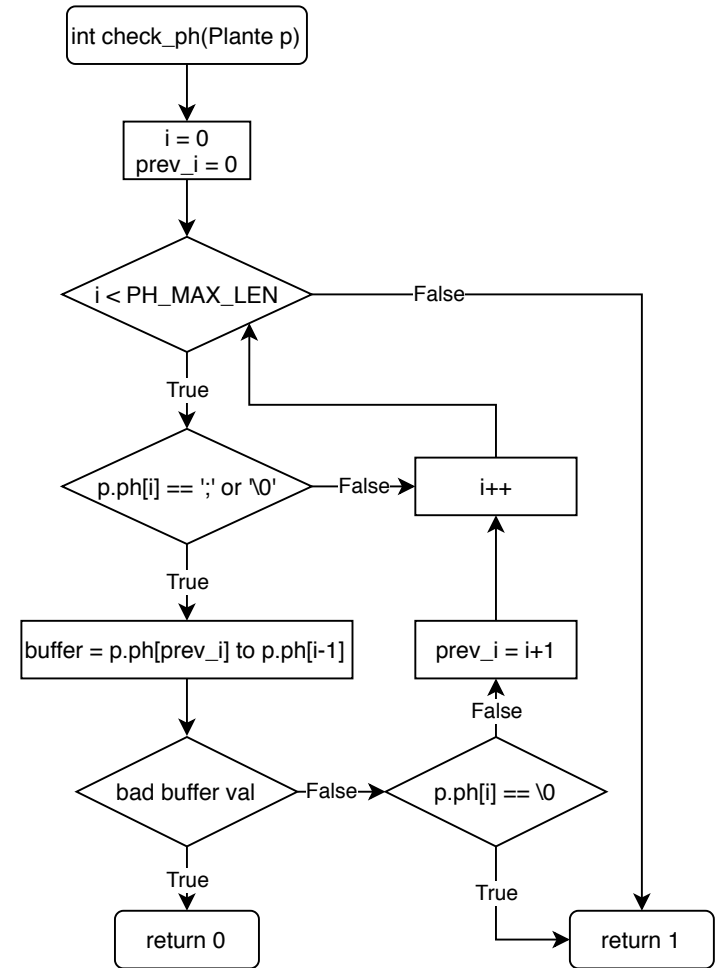 int check_ph(Plante p)
i = 0
prev_i = 0
i < PH_MAX_LEN
False
True
p.ph[i] == ';' or '\0'
False
i++
True
buffer = p.ph[prev_i] to p.ph[i-1]
prev_i = i+1
False
bad buffer val
False
p.ph[i] == \0
True
True
return 0
return 1